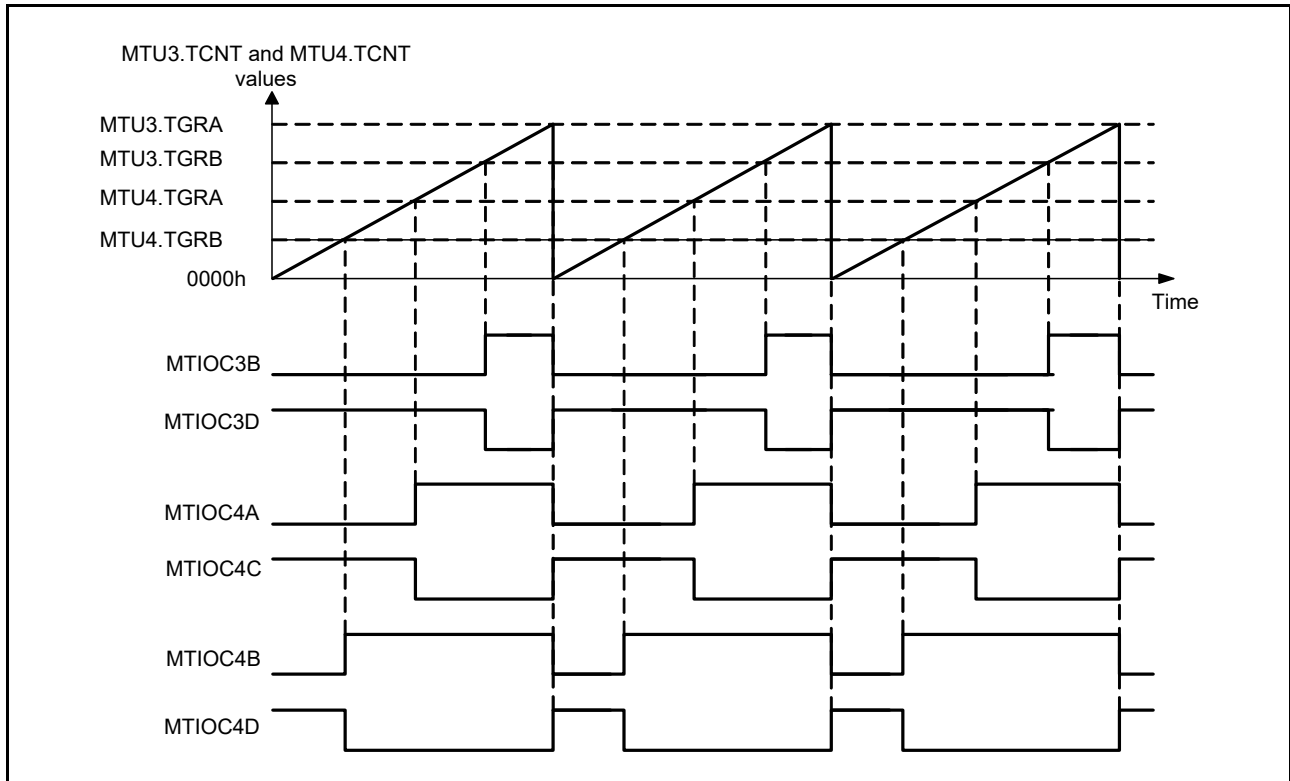 MTU3.TCNT and MTU4.TCNT
values
MTU3.TGRA
MTU3.TGRB
MTU4.TGRA
MTU4.TGRB
0000h
Time
MTIOC3B
MTIOC3D
MTIOC4A
MTIOC4C
MTIOC4B
MTIOC4D